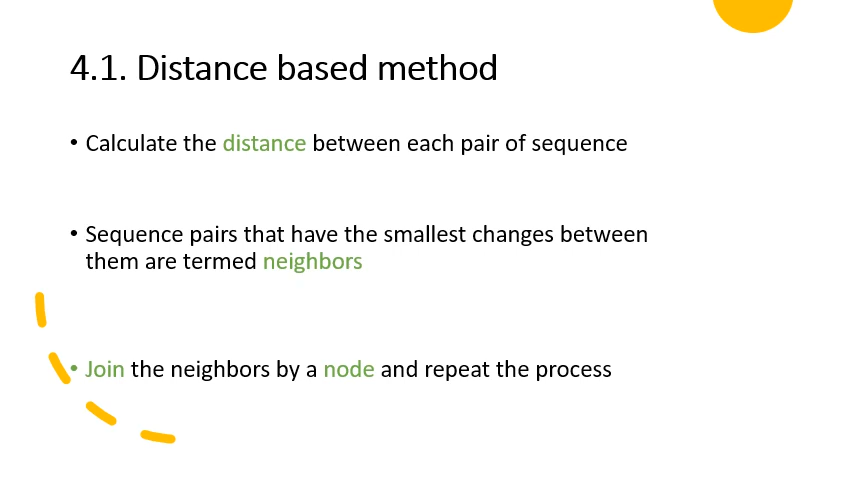 4.1. Distance based method
• Calculate the distance between each pair of sequence
• Sequence pairs that have the smallest changes between
them are termed neighbors
• Join the neighbors by a node and repeat the process